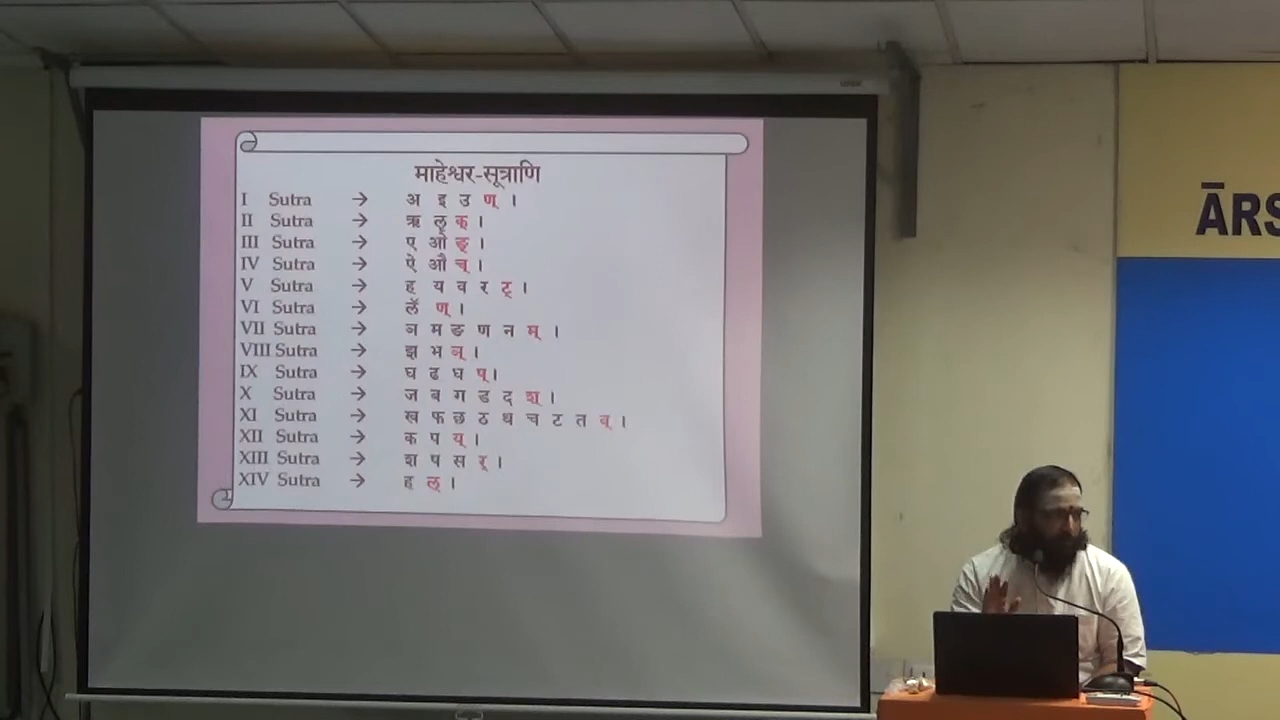 माहेश्वर-सूत्राणि
I Sutra → अ इ उ ण् ।
II Sutra → ऋ लृ क् ।
III Sutra → ए ओ ङ् ।
IV Sutra → ऐ औ च् ।
V Sutra → ह य व र ट् ।
VI Sutra → लँ ण् ।
VII Sutra → ञ म ङ ण न म् ।
VIII Sutra → झ भ ञ् ।
IX Sutra → घ ढ ध ष् ।
X Sutra → ज ब ग ड द श् ।
XI Sutra → ख फ छ ठ थ च ट त व् ।
XII Sutra → क प य् ।
XIII Sutra → श ष स र् ।
XIV Sutra → ह ल् ।
ĀRS